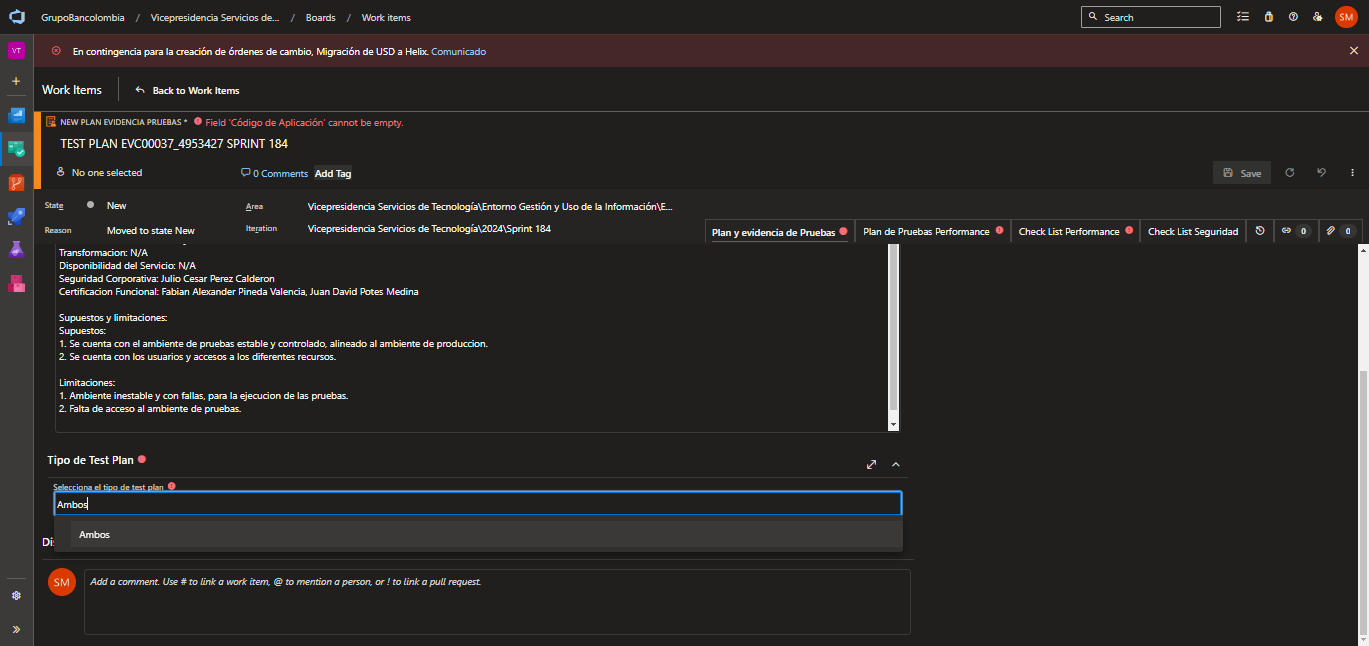 GrupoBancolombia / Vicepresidencia Servicios de... / Boards / Work items
Search
SM
VT
En contingencia para la creación de órdenes de cambio, Migración de USD a Helix. Comunicado
Work Items
Back to Work Items
NEW PLAN EVIDENCIA PRUEBAS * Field 'Código de Aplicación' cannot be empty.
TEST PLAN EVC00037_4953427 SPRINT 184
No one selected
0 Comments
Add Tag
Save
State
New
Area
Vicepresidencia Servicios de Tecnología\Entorno Gestión y Uso de la Información\E...
Reason
Moved to state New
Iteration
Vicepresidencia Servicios de Tecnología\2024\Sprint 184
Plan y evidencia de Pruebas
Plan de Pruebas Performance
Check List Performance
Check List Seguridad
0
0
Transformacion: N/A
Disponibilidad del Servicio: N/A
Seguridad Corporativa: Julio Cesar Perez Calderon
Certificacion Funcional: Fabian Alexander Pineda Valencia, Juan David Potes Medina
Supuestos y limitaciones:
Supuestos:
1. Se cuenta con el ambiente de pruebas estable y controlado, alineado al ambiente de produccion.
2. Se cuenta con los usuarios y accesos a los diferentes recursos.
Limitaciones:
1. Ambiente inestable y con fallas, para la ejecucion de las pruebas.
2. Falta de acceso al ambiente de pruebas.
Tipo de Test Plan
Selecciona el tipo de test plan
Ambos
Ambos
SM
Add a comment. Use # to link a work item, @ to mention a person, or ! to link a pull request.